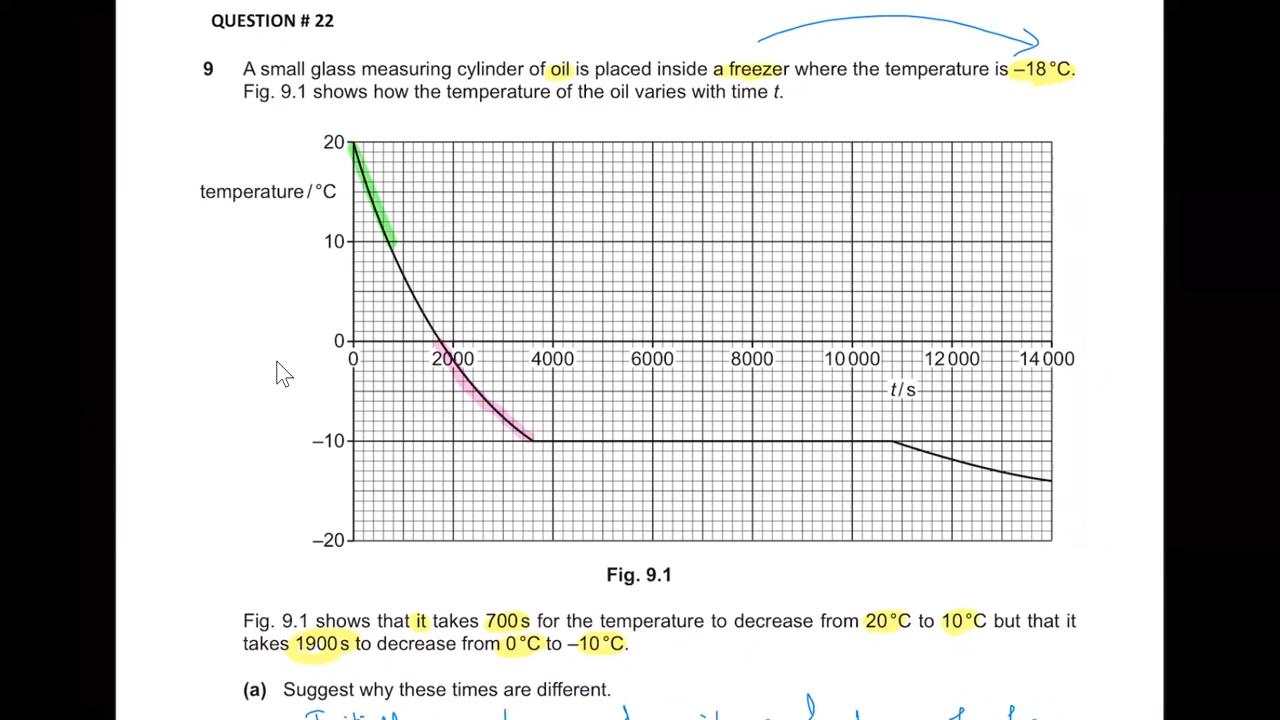 QUESTION # 22
9 A small glass measuring cylinder of oil is placed inside a freezer where the temperature is –18 °C.
Fig. 9.1 shows how the temperature of the oil varies with time t.
20
temperature / °C
10
0
0 2000 4000 6000 8000 10 000 12 000 14 000
t / s
–10
–20
Fig. 9.1
Fig. 9.1 shows that it takes 700 s for the temperature to decrease from 20 °C to 10 °C but that it
takes 1900 s to decrease from 0 °C to –10 °C.
(a) Suggest why these times are different.